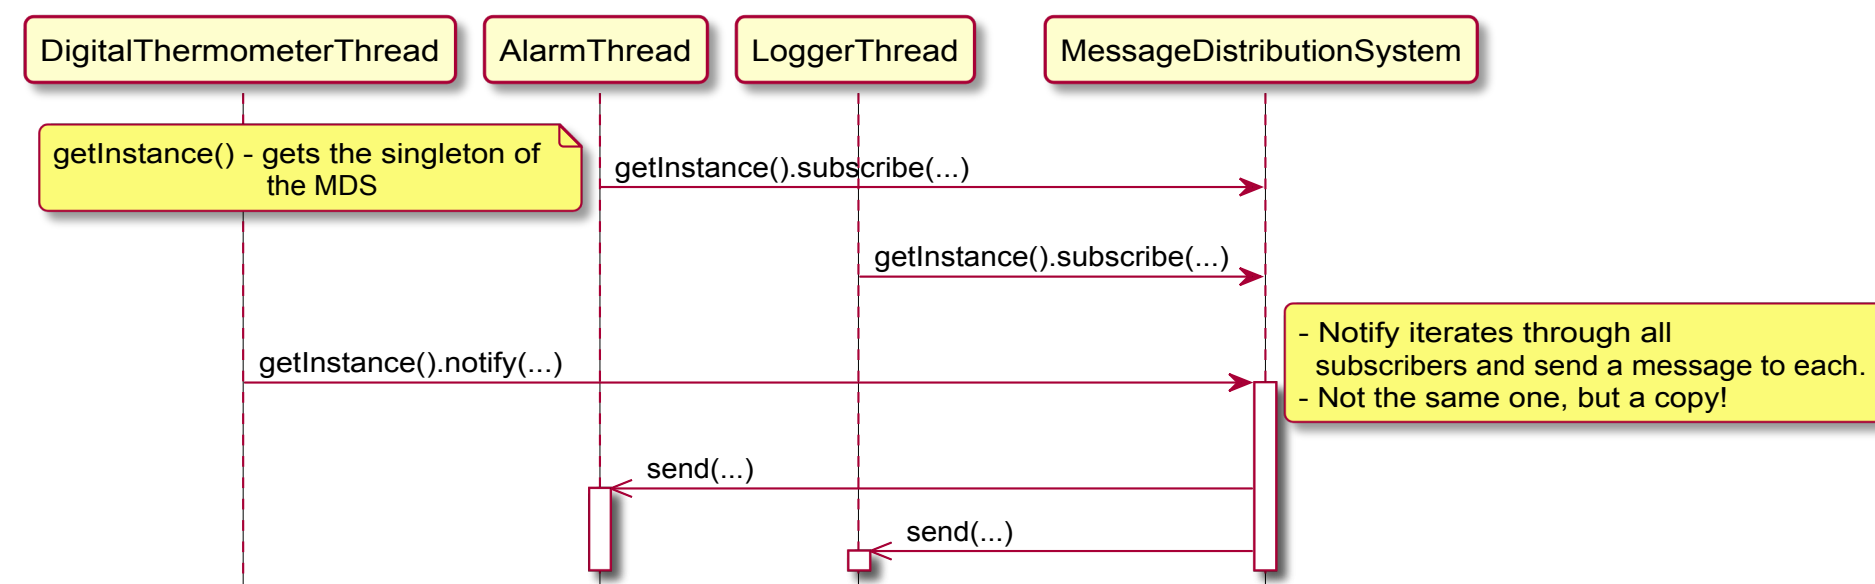 DigitalThermometerThread
AlarmThread
LoggerThread
MessageDistributionSystem
getInstance() - gets the singleton of
the MDS
getInstance().subscribe(...)
getInstance().subscribe(...)
- Notify iterates through all
subscribers and send a message to each.
- Not the same one, but a copy!
getInstance().notify(...)
send(...)
send(...)